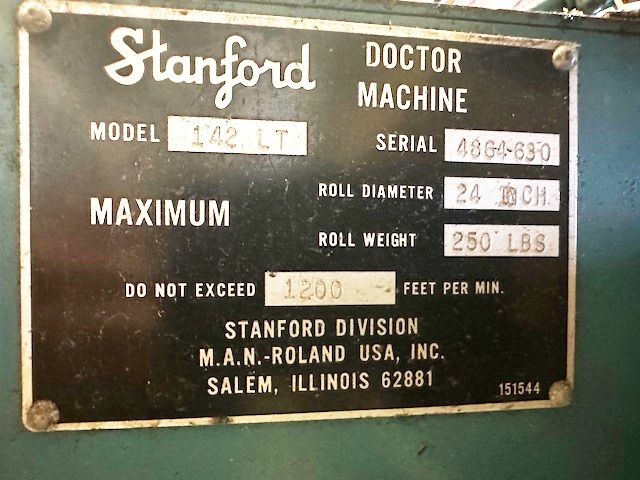 Stanford DOCTOR
MACHINE
MODEL 142 LT SERIAL 4864-630
MAXIMUM
ROLL DIAMETER 24 INCH
ROLL WEIGHT 250 LBS
DO NOT EXCEED 1200 FEET PER MIN.
STANFORD DIVISION
M.A.N.-ROLAND USA, INC.
SALEM, ILLINOIS 62881
151544